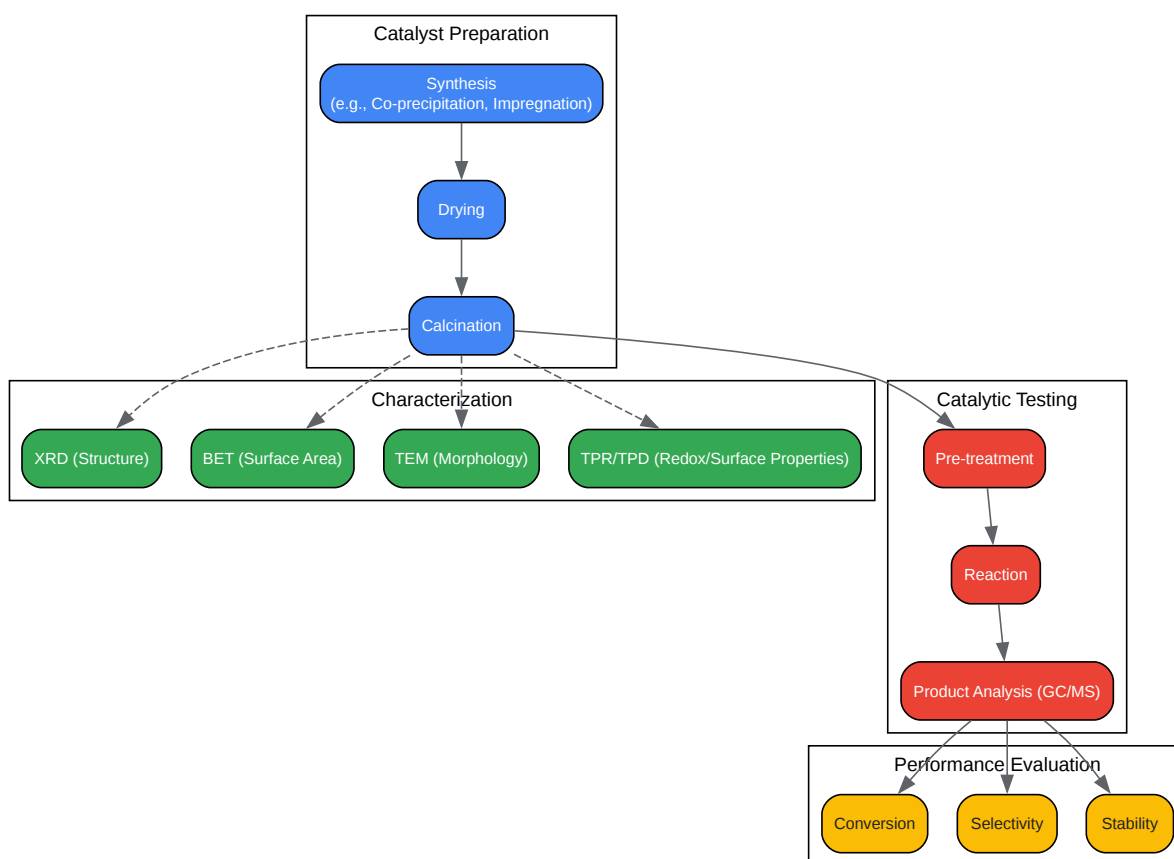 Catalyst Preparation
Synthesis
(e.g., Co-precipitation, Impregnation)
Drying
Calcination
Characterization
XRD (Structure)
BET (Surface Area)
TEM (Morphology)
TPR/TPD (Redox/Surface Properties)
Catalytic Testing
Pre-treatment
Reaction
Product Analysis (GC/MS)
Performance Evaluation
Conversion
Selectivity
Stability